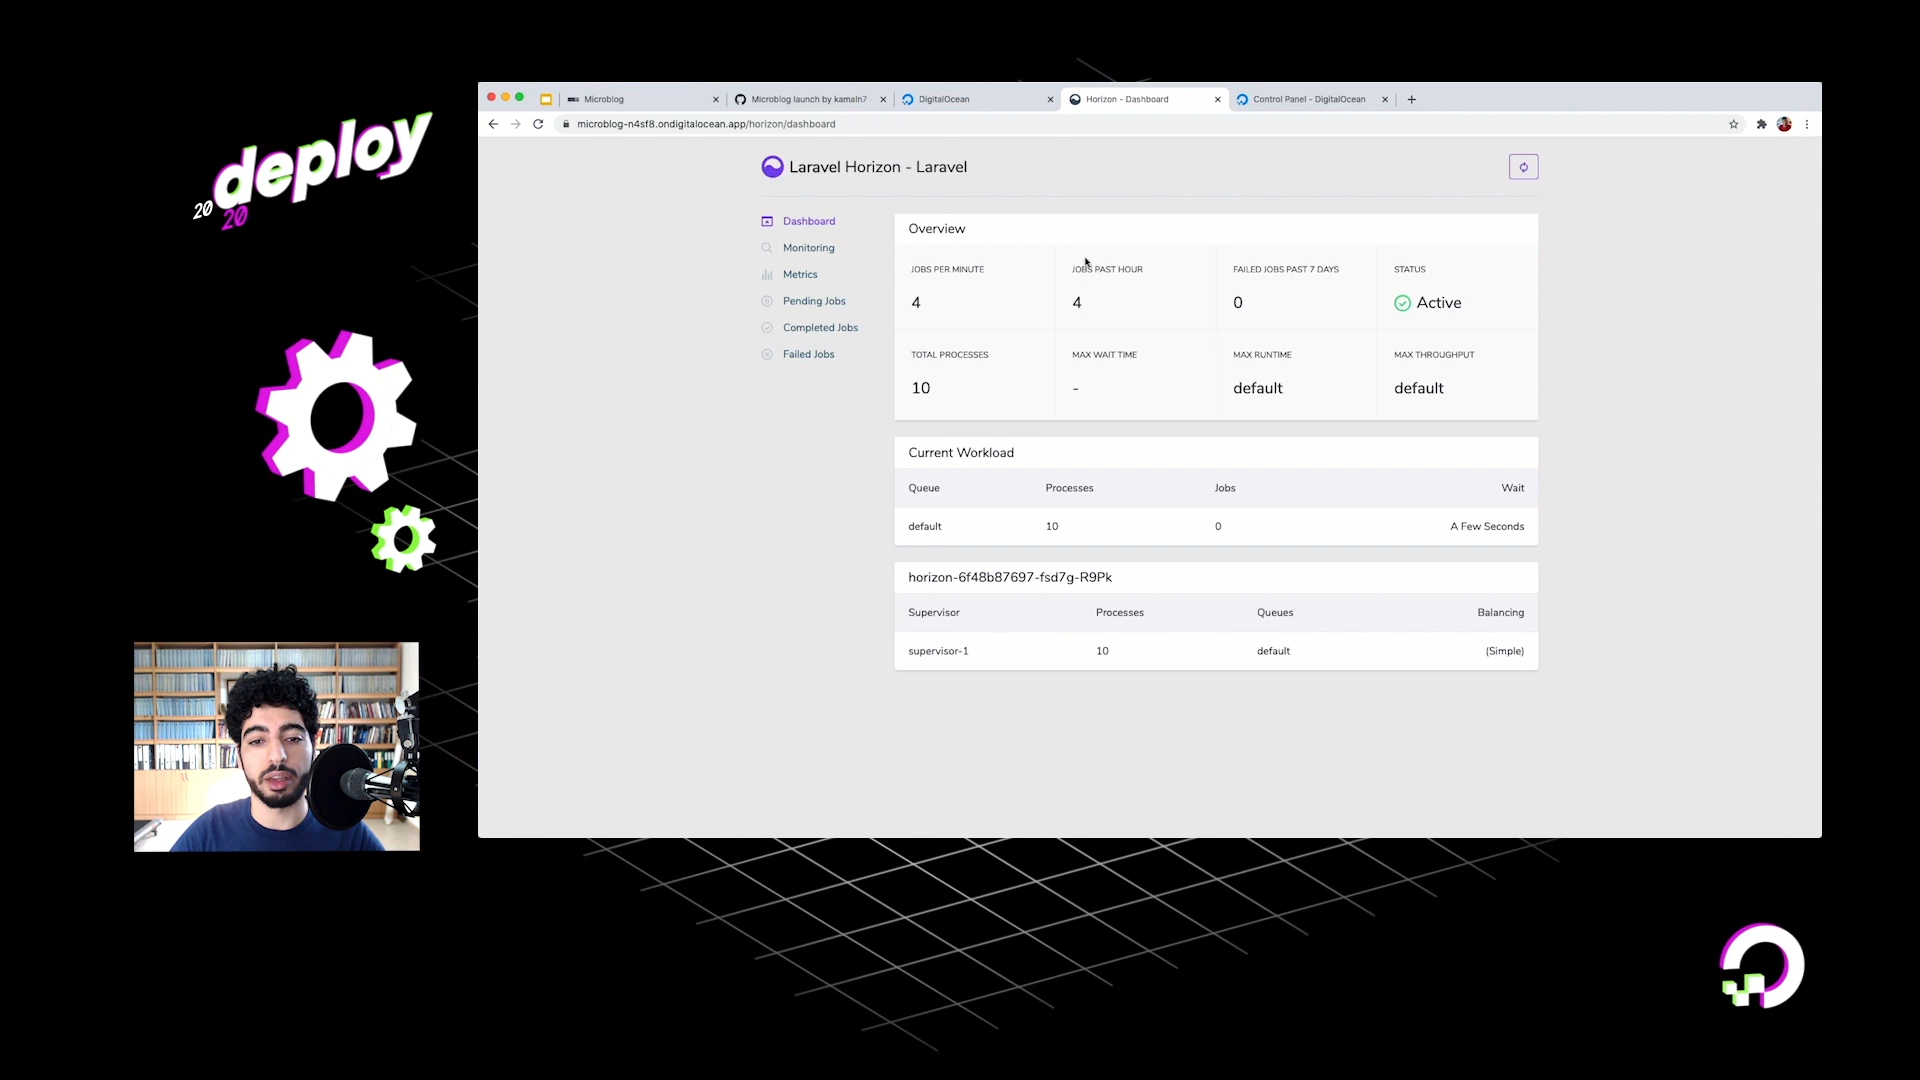 deploy
20
20
Microblog
Microblog launch by kamaln7
DigitalOcean
Horizon - Dashboard
Control Panel - DigitalOcean
microblog-n4sf8.ondigitalocean.app/horizon/dashboard
Laravel Horizon - Laravel
Dashboard
Monitoring
Metrics
Pending Jobs
Completed Jobs
Failed Jobs
Overview
JOBS PER MINUTE
JOBS PAST HOUR
FAILED JOBS PAST 7 DAYS
STATUS
4
4
0
Active
TOTAL PROCESSES
MAX WAIT TIME
MAX RUNTIME
MAX THROUGHPUT
10
-
default
default
Current Workload
Queue Processes Jobs Wait
default 10 0 A Few Seconds
horizon-6f48b87697-fsd7g-R9Pk
Supervisor Processes Queues Balancing
supervisor-1 10 default (Simple)